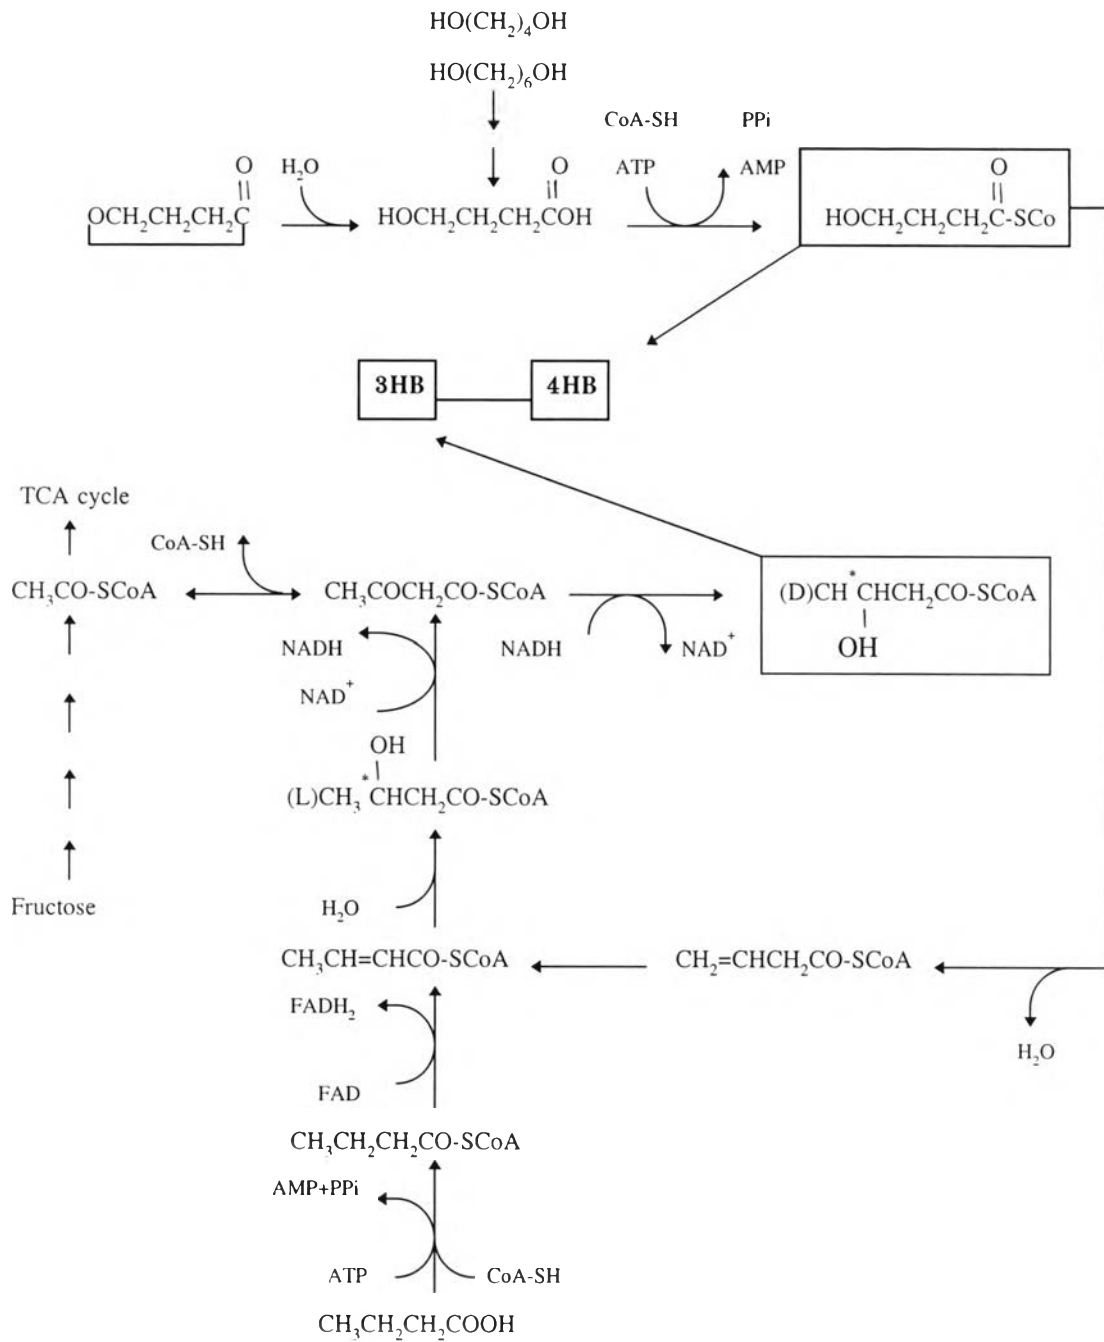 HO(CH₂)₄OH
HO(CH₂)₆OH
CoA-SH PPi
O H₂O O ATP AMP O
OCH₂CH₂CH₂C HOCH₂CH₂CH₂COH HOCH₂CH₂CH₂C-SCo
3HB 4HB
TCA cycle
CoA-SH
CH₃CO-SCoA CH₃COCH₂CO-SCoA (D)CH*CHCH₂CO-SCoA
OH
NADH NADH NAD⁺
NAD⁺
OH
(L)CH₃*CHCH₂CO-SCoA
Fructose H₂O
CH₃CH=CHCO-SCoA CH₂=CHCH₂CO-SCoA
FADH₂
H₂O
FAD
CH₃CH₂CH₂CO-SCoA
AMP+PPi
ATP CoA-SH
CH₃CH₂CH₂COOH